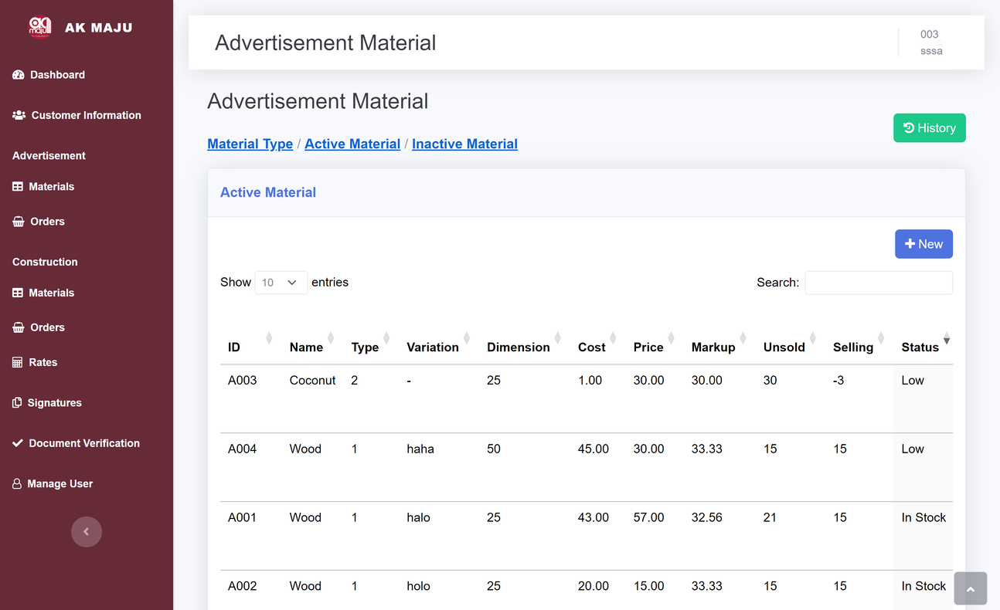 AK MAJU
Dashboard
Customer Information
Advertisement
Materials
Orders
Construction
Materials
Orders
Rates
Signatures
Document Verification
Manage User
Advertisement Material
003
sssa
Advertisement Material
History
Material Type / Active Material / Inactive Material
Active Material
New
Show 10 entries
Search:
ID Name Type Variation Dimension Cost Price Markup Unsold Selling Status
A003 Coconut 2 - 25 1.00 30.00 30.00 30 -3 Low
A004 Wood 1 haha 50 45.00 30.00 33.33 15 15 Low
A001 Wood 1 halo 25 43.00 57.00 32.56 21 15 In Stock
A002 Wood 1 holo 25 20.00 15.00 33.33 15 15 In Stock